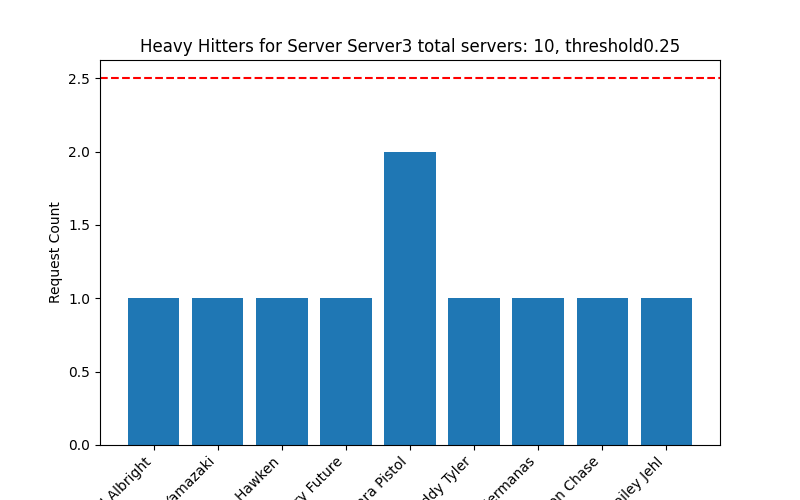 Heavy Hitters for Server Server3 total servers: 10, threshold0.25
2.5
2.0
1.5
1.0
0.5
0.0
Request Count
Albright
Yamazaki
Hawken
Future
Pistol
Tyler
Hermanas
Chase
Jehl